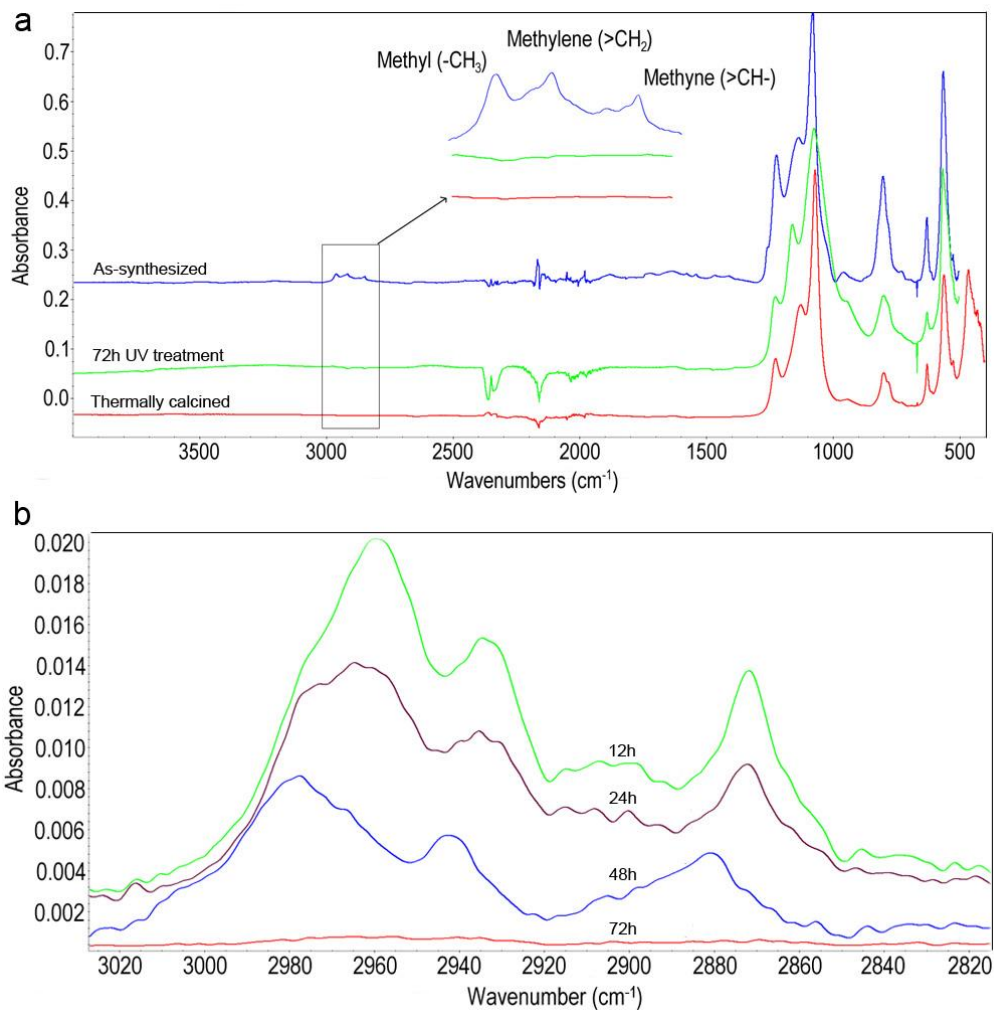 a
Methyl (-CH₃)
Methylene (>CH₂)
Methyne (>CH-)
0.7
0.6
0.5
0.4
0.3
0.2
0.1
0.0
Absorbance
As-synthesized
72h UV treatment
Thermally calcined
3500 3000 2500 2000 1500 1000 500
Wavenumbers (cm⁻¹)
b
0.020
0.018
0.016
0.014
0.012
0.010
0.008
0.006
0.004
0.002
Absorbance
12h
24h
48h
72h
3020 3000 2980 2960 2940 2920 2900 2880 2860 2840 2820
Wavenumber (cm⁻¹)